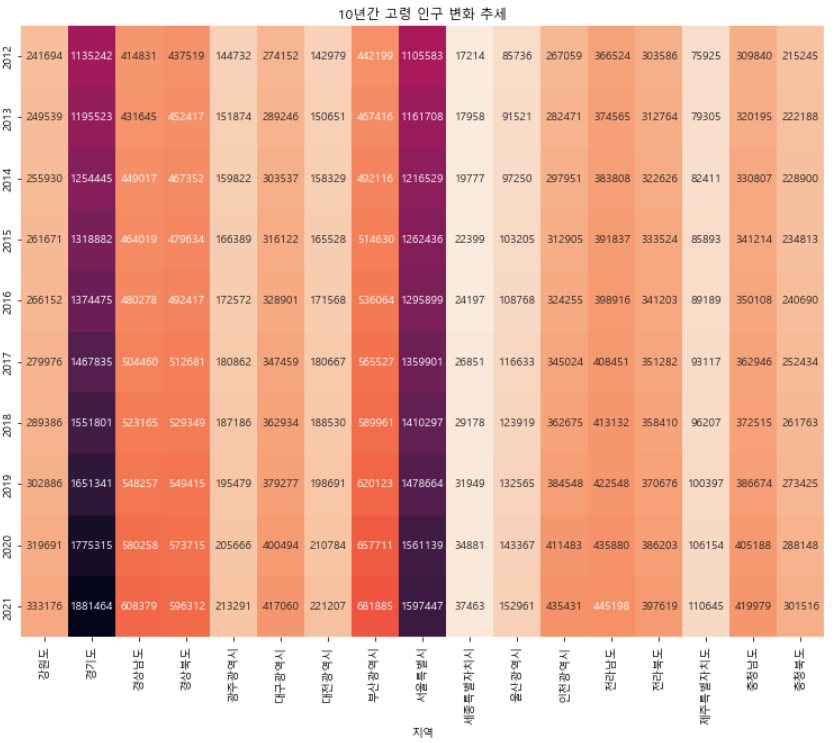 10년간 고령 인구 변화 추세
2012 241694 1135242 414831 437519 144732 274152 142979 442199 1105583 17214 85736 267059 366524 303586 75925 309840 215245
2013 249539 1195523 431645 452417 151874 289246 150651 467416 1161708 17958 91521 282471 374565 312764 79305 320195 222188
2014 255930 1254445 449017 467352 159822 303537 158329 492116 1216529 19777 97250 297951 383808 322626 82411 330807 228900
2015 261671 1318882 464019 479634 166389 316122 165528 514630 1262436 22399 103205 312905 391837 333524 85893 341214 234813
2016 266152 1374475 480278 492417 172572 328901 171568 536064 1295899 24197 108768 324255 398916 341203 89189 350108 240690
2017 279976 1467835 504460 512681 180862 347459 180667 565527 1359901 26851 116633 345024 408451 351282 93117 362946 252434
2018 289386 1551801 523165 529349 187186 362934 188530 589961 1410297 29178 123919 362675 413132 358410 96207 372515 261763
2019 302886 1651341 548257 549415 195479 379277 198691 620123 1478664 31949 132565 384548 422548 370676 100397 386674 273425
2020 319691 1775315 580258 573715 205666 400494 210784 657711 1561139 34881 143367 411483 435880 386203 106154 405188 288148
2021 333176 1881464 608379 596312 213291 417060 221207 681885 1597447 37463 152961 435431 445198 397619 110645 419979 301516
강원도 경기도 경상남도 경상북도 광주광역시 대구광역시 대전광역시 부산광역시 서울특별시 세종특별자치시 울산광역시 인천광역시 전라남도 전라북도 제주특별자치도 충청남도 충청북도
지역